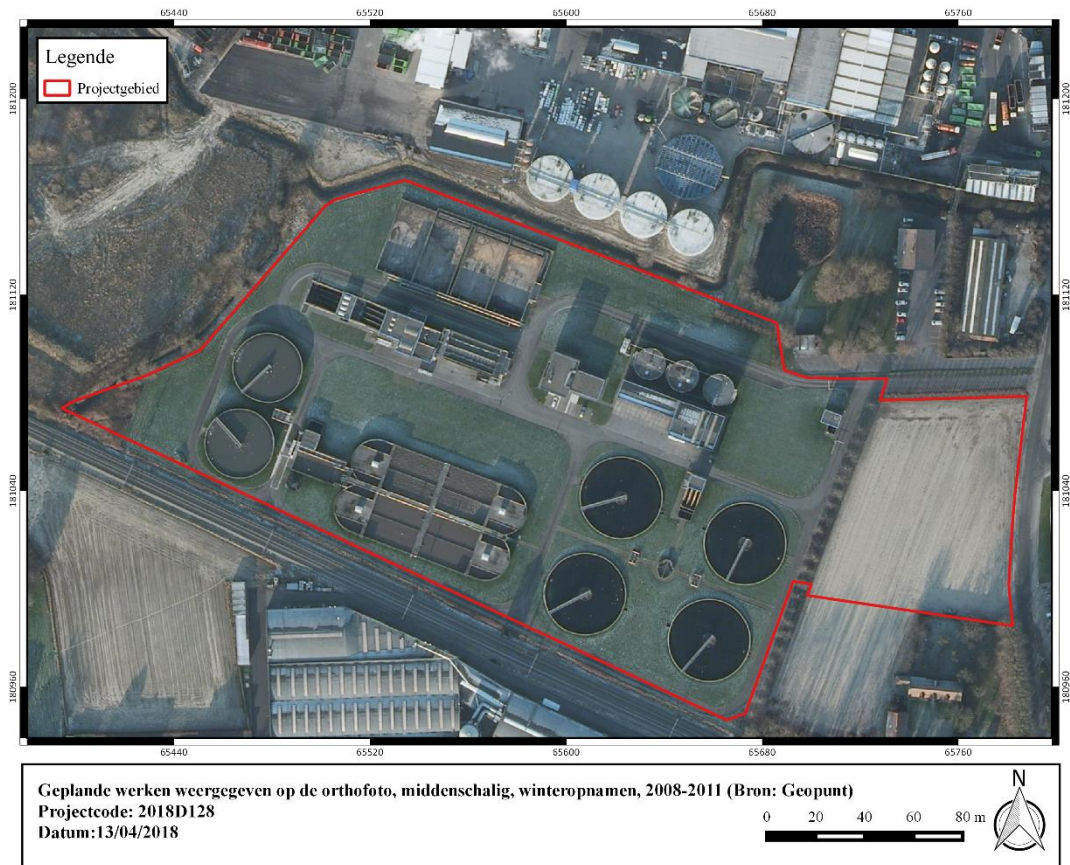 65440 65520 65600 65680 65760
Legende
Projectgebied
181200 181200
181120 181120
181040 181040
180960 180960
65440 65520 65600 65680 65760
Geplande werken weergegeven op de orthofoto, middenschalig, winteropnamen, 2008-2011 (Bron: Geopunt)
Projectcode: 2018D128
Datum:13/04/2018
0 20 40 60 80 m
N